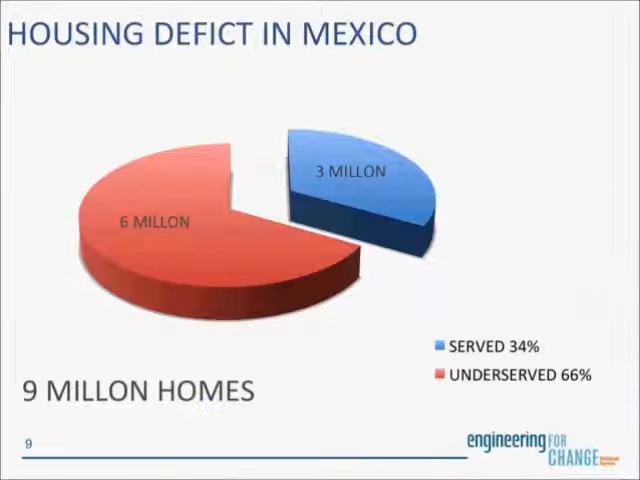 HOUSING DEFICT IN MEXICO
3 MILLON
6 MILLON
SERVED 34%
UNDERSERVED 66%
9 MILLON HOMES
9
engineering FOR
CHANGE